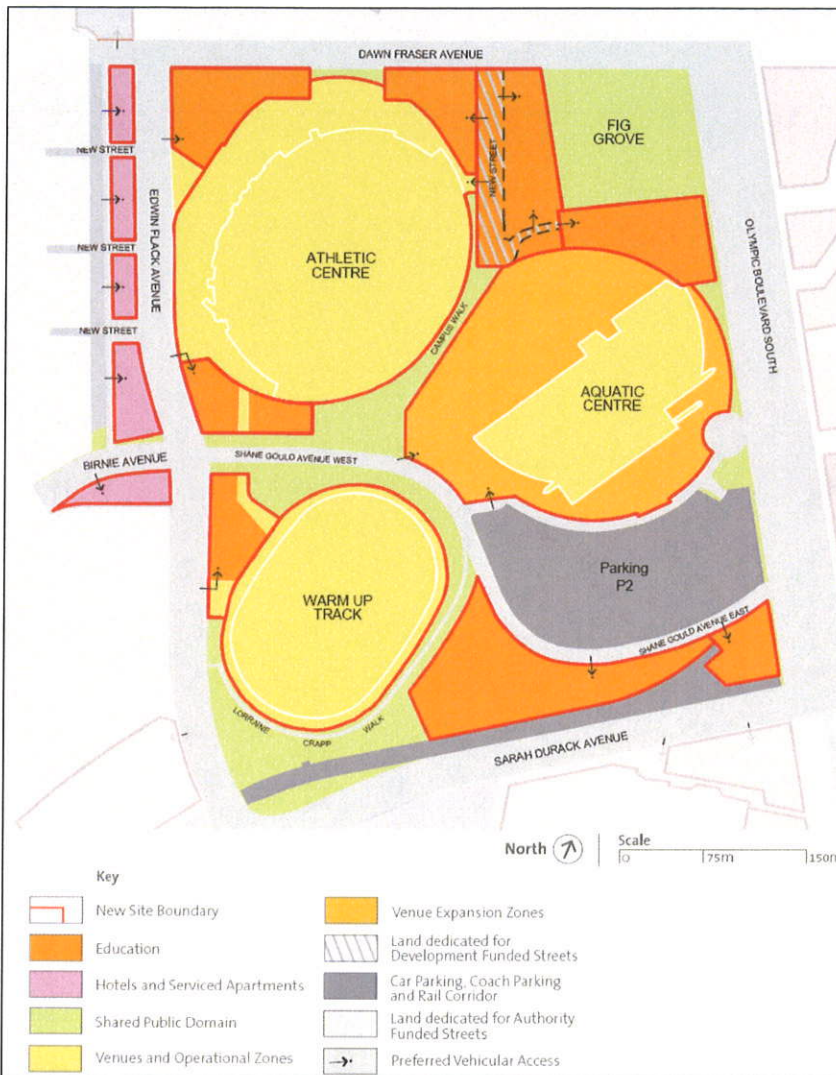 DAWN FRASER AVENUE
FIG
GROVE
NEW STREET
NEW STREET
EDWIN FLACK AVENUE
OLYMPIC BOULEVARD SOUTH
ATHLETIC
CENTRE
NEW STREET
CAMPUS WALK
NEW STREET
AQUATIC
CENTRE
BIRNIE AVENUE
SHANE GOULD AVENUE WEST
Parking
P2
WARM UP
TRACK
SHANE GOULD AVENUE EAST
LORRAINE CRAPP WALK
SARAH DURACK AVENUE
North
Scale
0 75m 150m
Key
New Site Boundary
Education
Hotels and Serviced Apartments
Shared Public Domain
Venues and Operational Zones
Venue Expansion Zones
Land dedicated for
Development Funded Streets
Car Parking, Coach Parking
and Rail Corridor
Land dedicated for Authority
Funded Streets
Preferred Vehicular Access